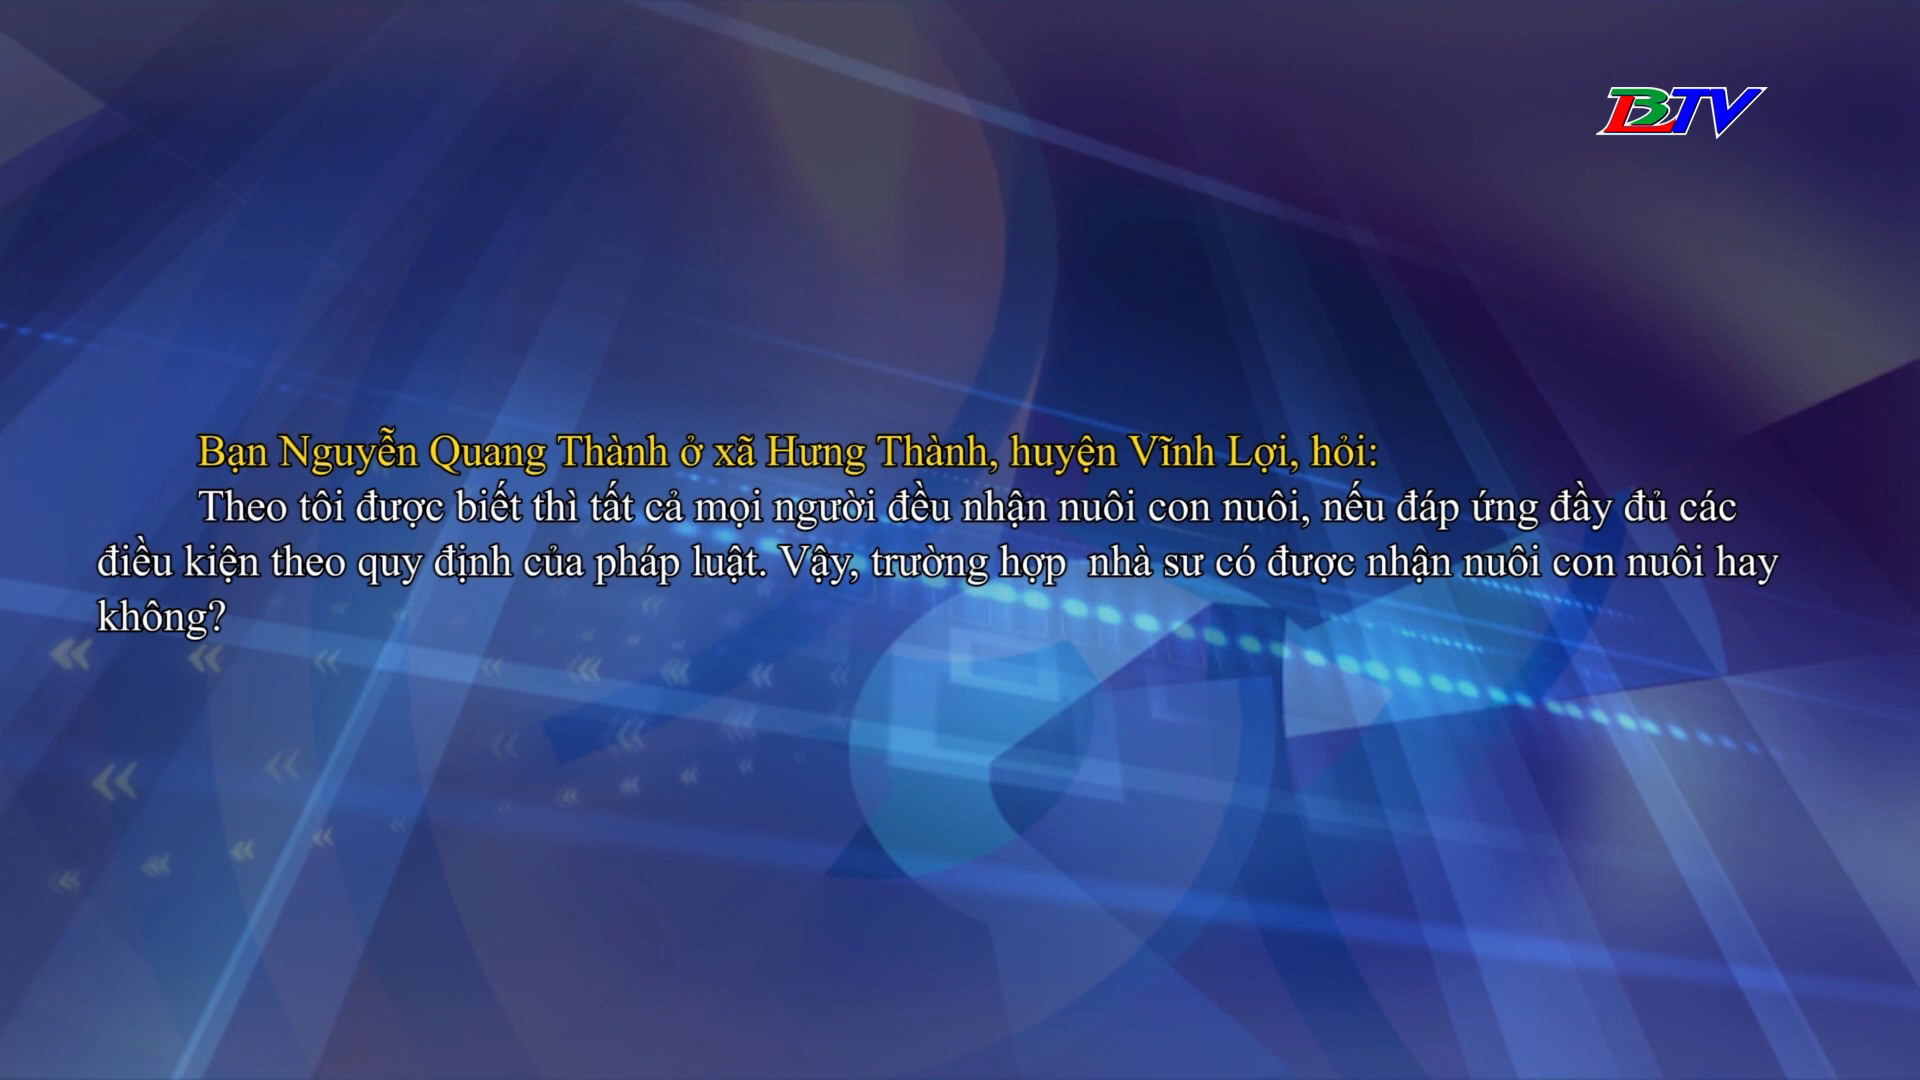 BLTV
Bạn Nguyễn Quang Thành ở xã Hưng Thành, huyện Vĩnh Lợi, hỏi:
Theo tôi được biết thì tất cả mọi người đều nhận nuôi con nuôi, nếu đáp ứng đầy đủ các
điều kiện theo quy định của pháp luật. Vậy, trường hợp  nhà sư có được nhận nuôi con nuôi hay
không?